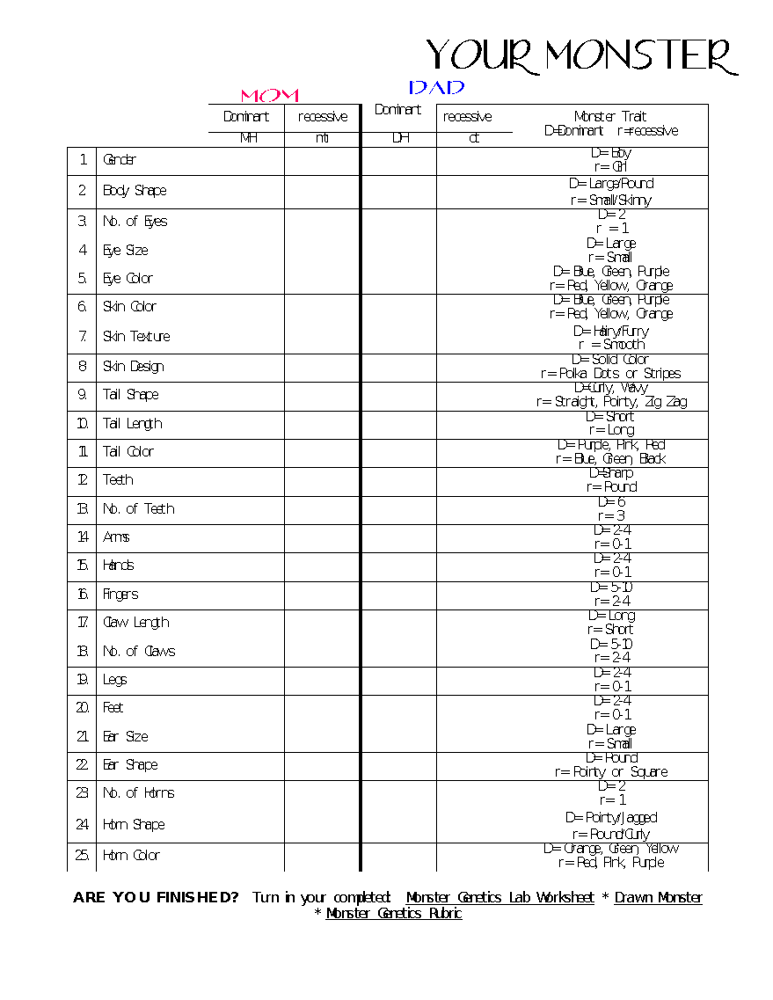 YOUR MONSTER
MOM DAD
Dominant recessive Dominant recessive Monster Trait
D=Dominant r=recessive
MH mt DH dt
1. Gender D= Boy
r= Girl
2. Body Shape D= Large/Round
r= Small/Skinny
3. No. of Eyes D= 2
r = 1
4. Eye Size D= Large
r= Small
5. Eye Color D= Blue, Green, Purple
r= Red, Yellow, Orange
6. Skin Color D= Blue, Green, Purple
r= Red, Yellow, Orange
7. Skin Texture D= Hairy/Furry
r = Smooth
8. Skin Design D= Solid Color
r= Polka Dots or Stripes
9. Tail Shape D=Curly, Wavy
r= Straight, Pointy, Zig Zag
10. Tail Length D= Short
r= Long
11. Tail Color D= Purple, Pink, Red
r= Blue, Green, Black
12. Teeth D=Sharp
r= Round
13. No. of Teeth D= 6
r= 3
14. Arms D= 2-4
r= 0-1
15. Hands D= 2-4
r= 0-1
16. Fingers D= 5-10
r= 2-4
17. Claw Length D= Long
r= Short
18. No. of Claws D= 5-10
r= 2-4
19. Legs D= 2-4
r= 0-1
20. Feet D= 2-4
r= 0-1
21. Ear Size D= Large
r= Small
22. Ear Shape D= Round
r= Pointy or Square
23. No. of Horns D= 2
r= 1
24. Horn Shape D= Pointy/Jagged
r= Round/Curly
25. Horn Color D= Orange, Green, Yellow
r= Red, Pink, Purple
ARE YOU FINISHED? Turn in your completed: Monster Genetics Lab Worksheet * Drawn Monster
* Monster Genetics Rubric